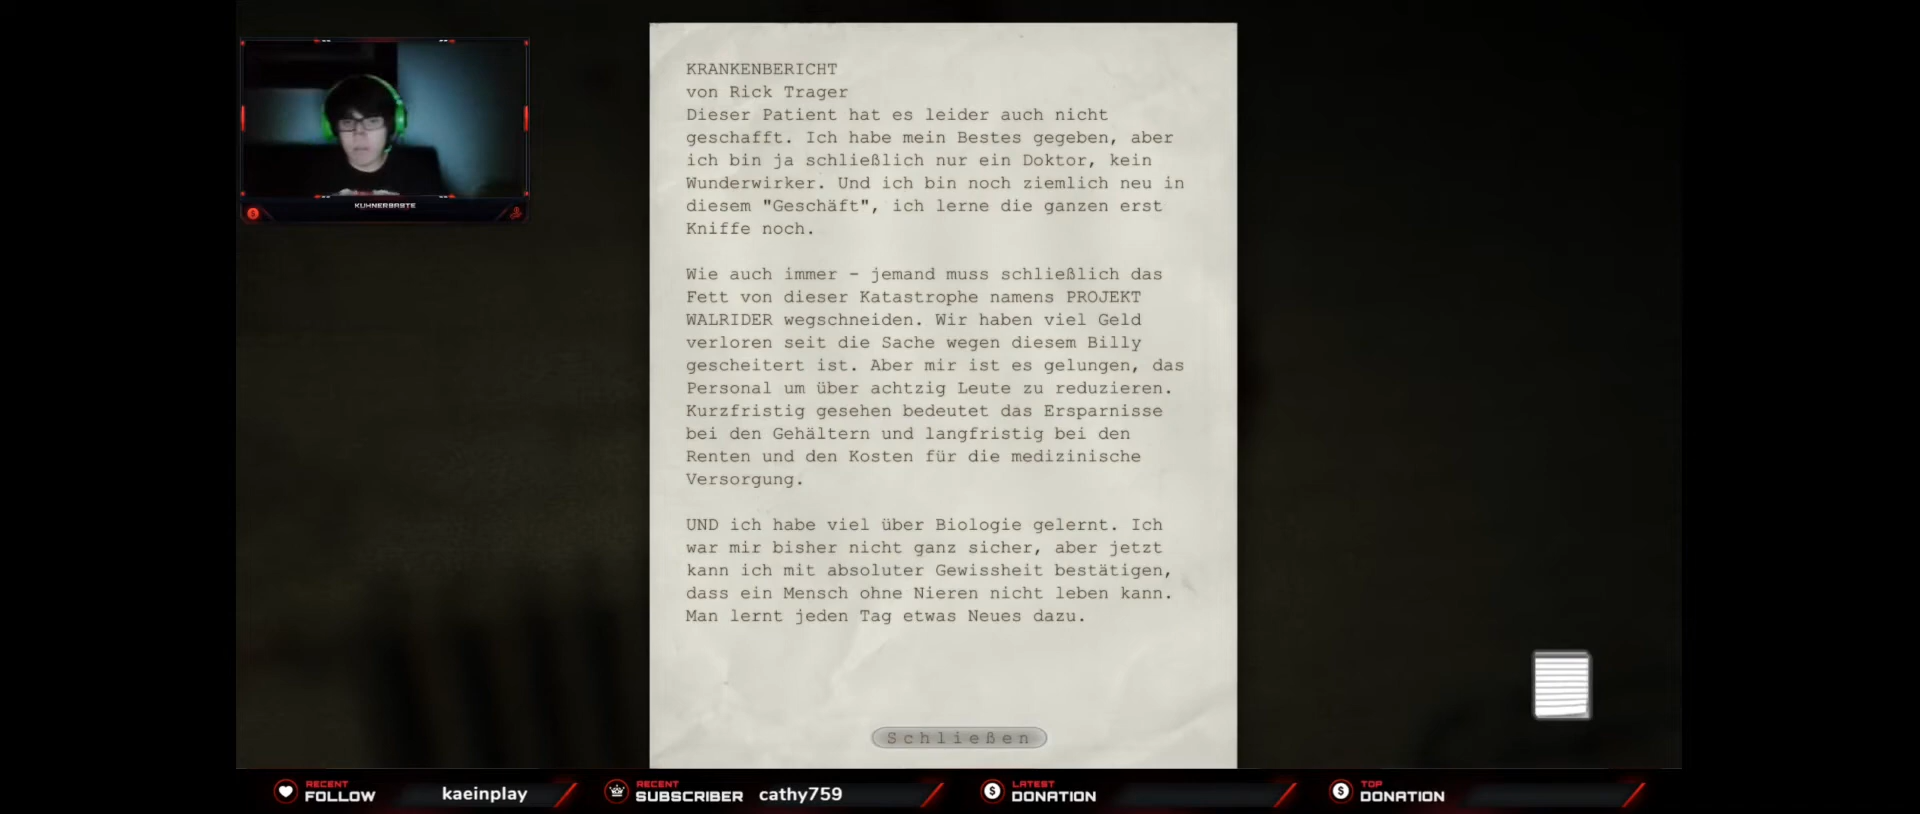 KRANKENBERICHT
von Rick Trager
Dieser Patient hat es leider auch nicht
geschafft. Ich habe mein Bestes gegeben, aber
ich bin ja schließlich nur ein Doktor, kein
Wunderwirker. Und ich bin noch ziemlich neu in
diesem "Geschäft", ich lerne die ganzen erst
Kniffe noch.
Wie auch immer - jemand muss schließlich das
Fett von dieser Katastrophe namens PROJEKT
WALRIDER wegschneiden. Wir haben viel Geld
verloren seit die Sache wegen diesem Billy
gescheitert ist. Aber mir ist es gelungen, das
Personal um über achtzig Leute zu reduzieren.
Kurzfristig gesehen bedeutet das Ersparnisse
bei den Gehältern und langfristig bei den
Renten und den Kosten für die medizinische
Versorgung.
UND ich habe viel über Biologie gelernt. Ich
war mir bisher nicht ganz sicher, aber jetzt
kann ich mit absoluter Gewissheit bestätigen,
dass ein Mensch ohne Nieren nicht leben kann.
Man lernt jeden Tag etwas Neues dazu.
Schließen
KUHNERBASTE
RECENT
FOLLOW
kaeinplay
RECENT
SUBSCRIBER
cathy759
LATEST
DONATION
TOP
DONATION